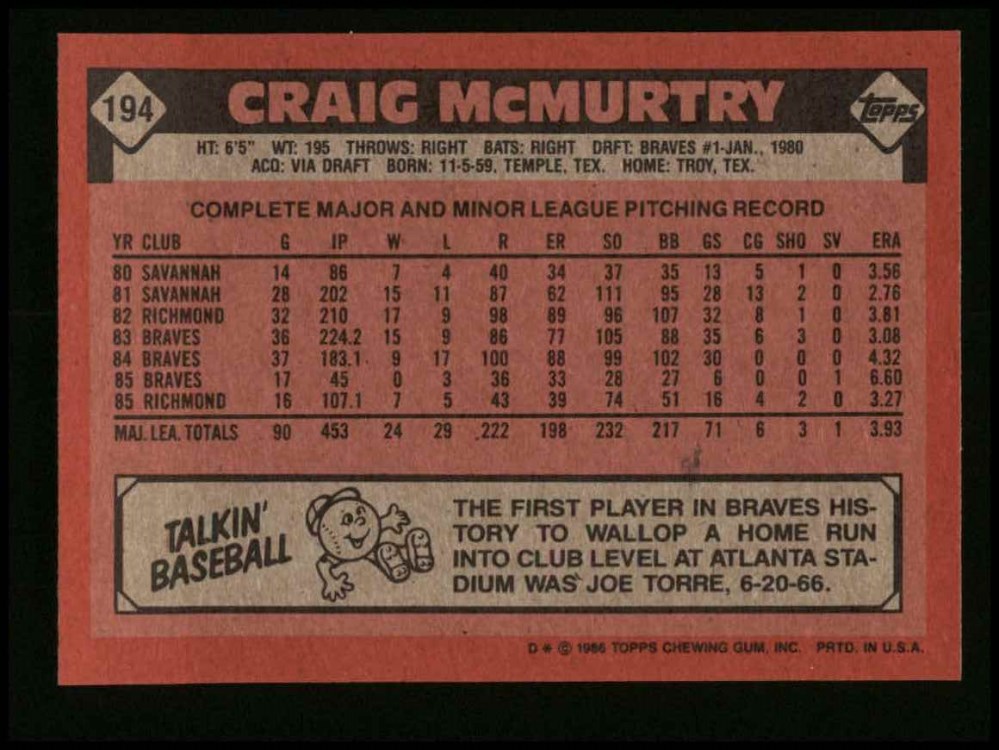 194
CRAIG McMURTRY
Topps
HT: 6'5" WT: 195 THROWS: RIGHT BATS: RIGHT DRFT: BRAVES #1-JAN., 1980
ACQ: VIA DRAFT BORN: 11-5-59, TEMPLE, TEX. HOME: TROY, TEX.
COMPLETE MAJOR AND MINOR LEAGUE PITCHING RECORD
YR CLUB G IP W L R ER SO BB GS CG SHO SV ERA
80 SAVANNAH 14 86 7 4 40 34 37 35 13 5 1 0 3.56
81 SAVANNAH 28 202 15 11 87 62 111 95 28 13 2 0 2.76
82 RICHMOND 32 210 17 9 98 89 96 107 32 8 1 0 3.81
83 BRAVES 36 224.2 15 9 86 77 105 88 35 6 3 0 3.08
84 BRAVES 37 183.1 9 17 100 88 99 102 30 0 0 0 4.32
85 BRAVES 17 45 0 3 36 33 28 27 6 0 0 1 6.60
85 RICHMOND 16 107.1 7 5 43 39 74 51 16 4 2 0 3.27
MAJ. LEA. TOTALS 90 453 24 29 222 198 232 217 71 6 3 1 3.93
TALKIN'
BASEBALL
THE FIRST PLAYER IN BRAVES HIS-
TORY TO WALLOP A HOME RUN
INTO CLUB LEVEL AT ATLANTA STA-
DIUM WAS JOE TORRE, 6-20-66.
D * © 1986 TOPPS CHEWING GUM, INC. PRTD. IN U.S.A.